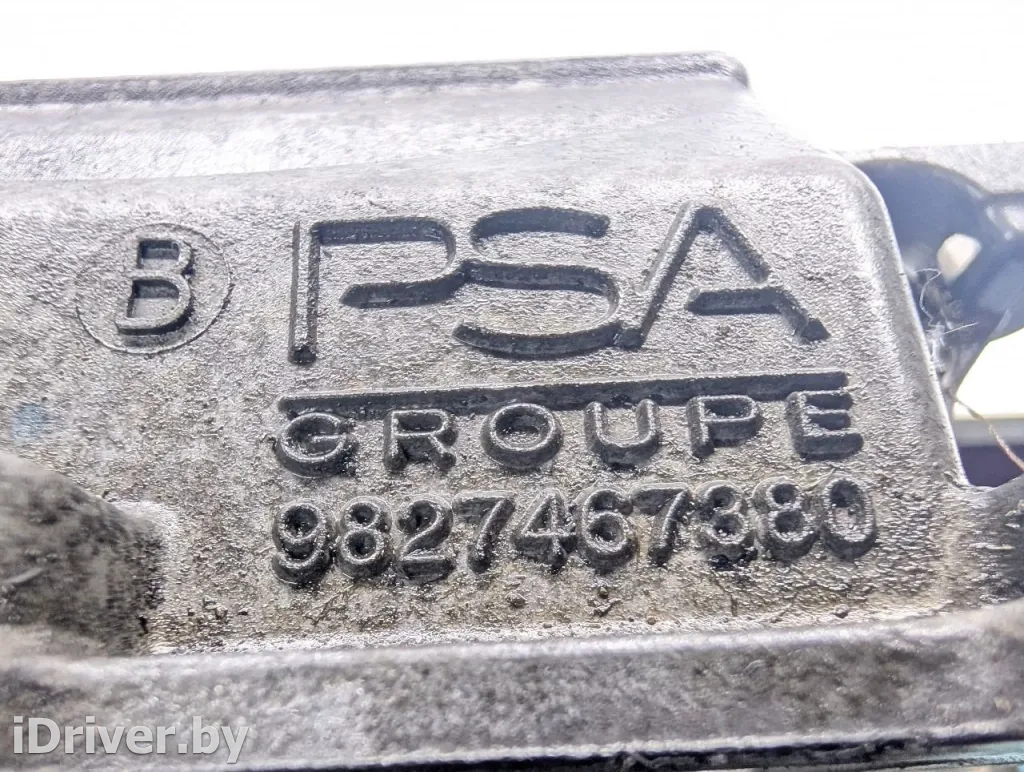 B
PSA
GROUPE
9827467380
iDriver.by